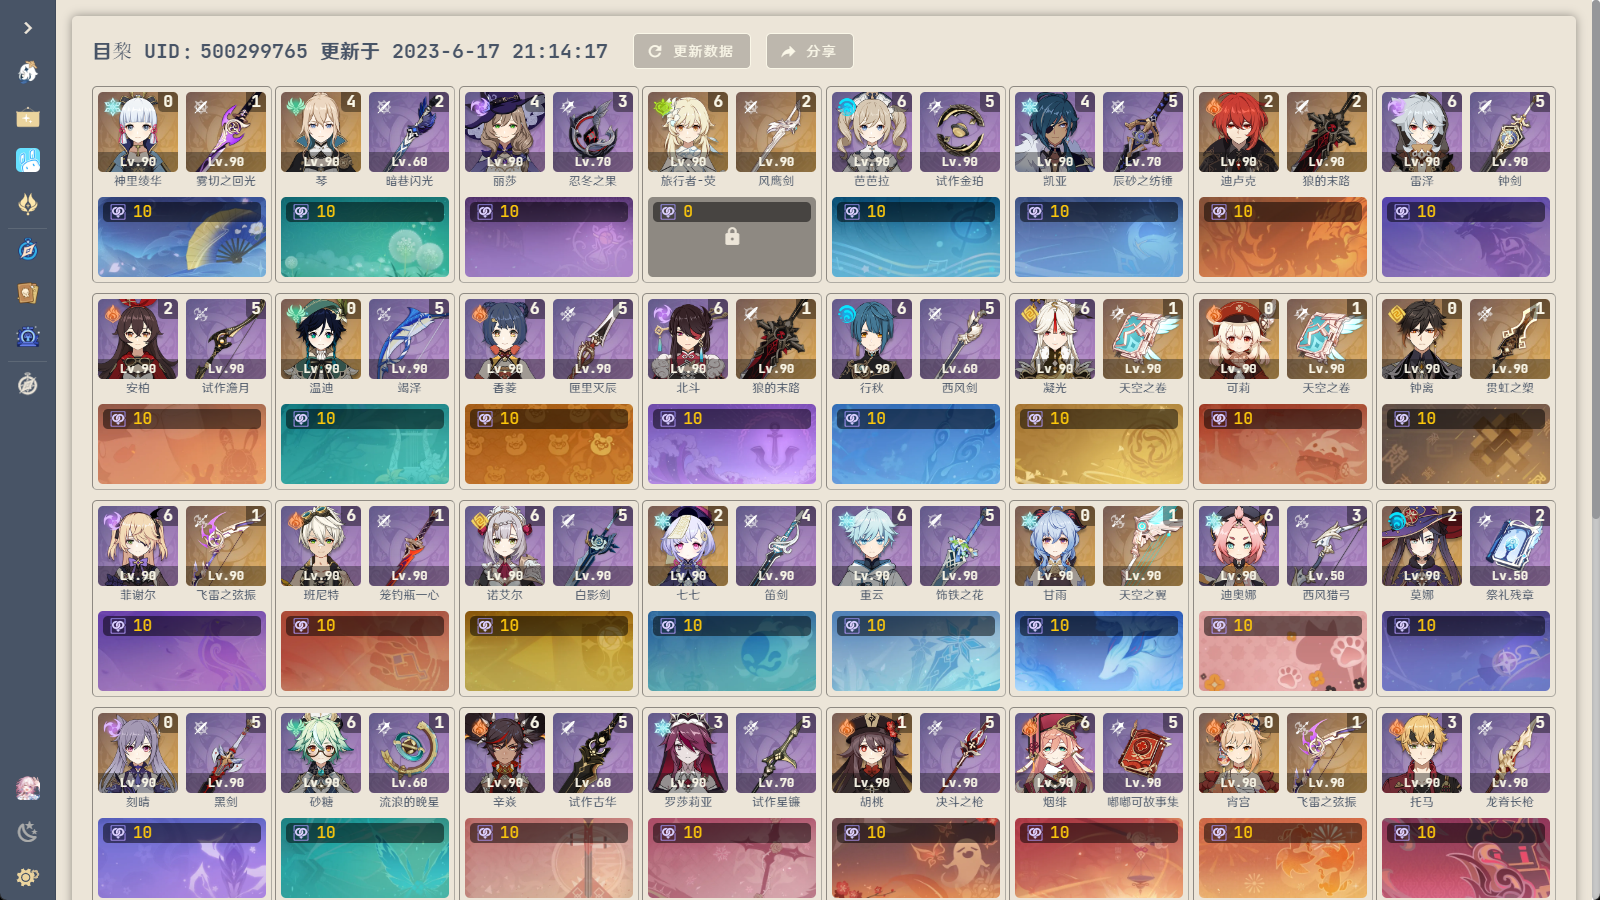 目黎 UID：500299765 更新于 2023-6-17 21:14:17 更新数据 分享
0 1 4 2 4 3 6 2 6 5 4 5 2 2 6 5
Lv.90 Lv.90 Lv.90 Lv.60 Lv.90 Lv.70 Lv.90 Lv.90 Lv.90 Lv.90 Lv.90 Lv.70 Lv.90 Lv.90 Lv.90 Lv.90
神里绫华 雾切之回光 琴 暗巷闪光 丽莎 忍冬之果 旅行者-荧 风鹰剑 芭芭拉 试作金珀 凯亚 辰砂之纺锤 迪卢克 狼的末路 雷泽 钟剑
10 10 10 0 10 10 10 10
2 5 0 5 6 5 6 1 6 5 6 1 0 1 0 1
Lv.90 Lv.90 Lv.90 Lv.90 Lv.90 Lv.90 Lv.90 Lv.90 Lv.90 Lv.60 Lv.90 Lv.90 Lv.90 Lv.90 Lv.90 Lv.90
安柏 试作澹月 温迪 竭泽 香菱 匣里灭辰 北斗 狼的末路 行秋 西风剑 凝光 天空之卷 可莉 天空之卷 钟离 贯虹之槊
10 10 10 10 10 10 10 10
6 1 6 1 6 5 2 4 6 5 0 1 6 3 2 2
Lv.90 Lv.90 Lv.90 Lv.90 Lv.90 Lv.90 Lv.90 Lv.90 Lv.90 Lv.90 Lv.90 Lv.90 Lv.90 Lv.50 Lv.90 Lv.50
菲谢尔 飞雷之弦振 班尼特 笼钓瓶一心 诺艾尔 白影剑 七七 笛剑 重云 饰铁之花 甘雨 天空之翼 迪奥娜 西风猎弓 莫娜 祭礼残章
10 10 10 10 10 10 10 10
0 5 6 1 6 5 3 5 1 5 6 5 0 1 3 5
Lv.90 Lv.90 Lv.90 Lv.60 Lv.90 Lv.60 Lv.90 Lv.70 Lv.90 Lv.90 Lv.90 Lv.90 Lv.90 Lv.90 Lv.90 Lv.90
刻晴 黑剑 砂糖 流浪的晚星 辛焱 试作古华 罗莎莉亚 试作星镰 胡桃 决斗之枪 烟绯 嘟嘟可故事集 宵宫 飞雷之弦振 托马 龙脊长枪
10 10 10 10 10 10 10 10